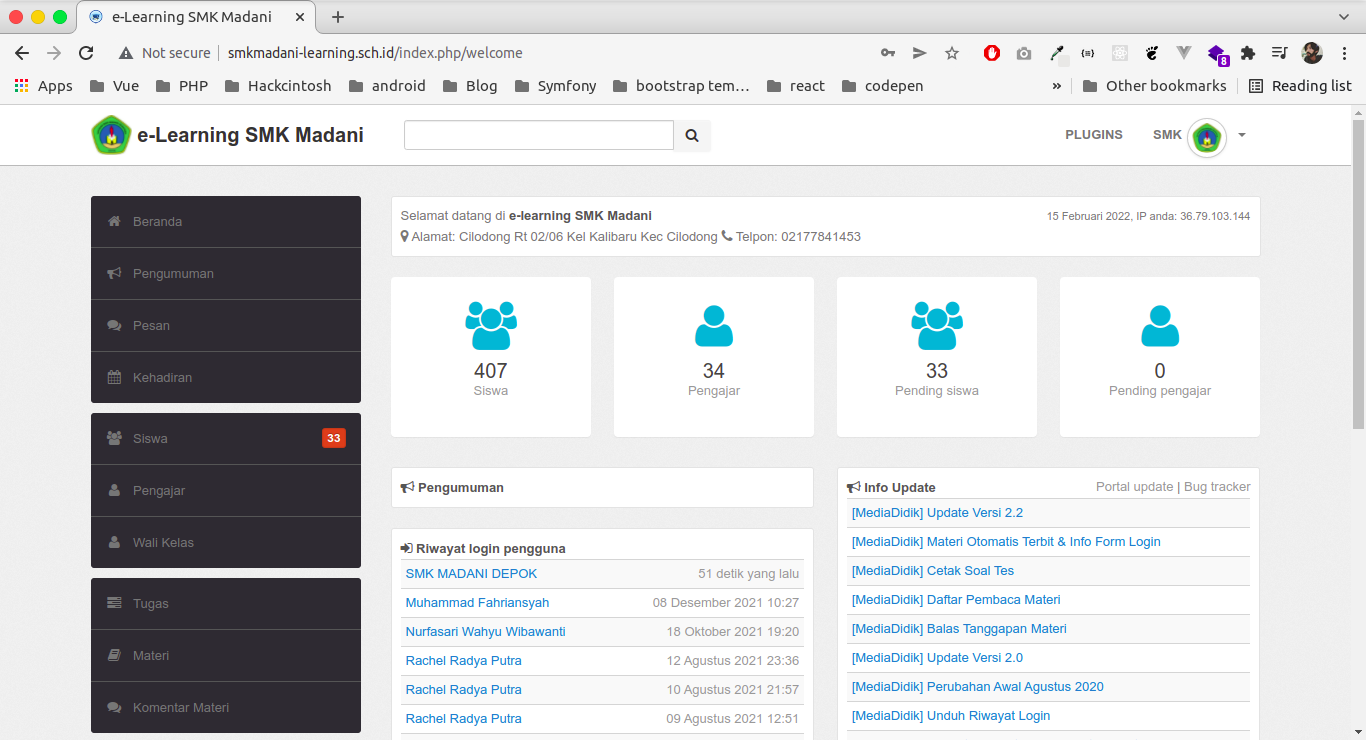 e-Learning SMK Madani
Not secure smkmadani-learning.sch.id/index.php/welcome
8
Apps Vue PHP Hackcintosh android Blog Symfony bootstrap tem... react codepen » Other bookmarks Reading list
e-Learning SMK Madani PLUGINS SMK
Beranda
Pengumuman
Pesan
Kehadiran
Siswa 33
Pengajar
Wali Kelas
Tugas
Materi
Komentar Materi
Selamat datang di e-learning SMK Madani 15 Februari 2022, IP anda: 36.79.103.144
Alamat: Cilodong Rt 02/06 Kel Kalibaru Kec Cilodong Telpon: 02177841453
407
Siswa
34
Pengajar
33
Pending siswa
0
Pending pengajar
Pengumuman
Riwayat login pengguna
SMK MADANI DEPOK 51 detik yang lalu
Muhammad Fahriansyah 08 Desember 2021 10:27
Nurfasari Wahyu Wibawanti 18 Oktober 2021 19:20
Rachel Radya Putra 12 Agustus 2021 23:36
Rachel Radya Putra 10 Agustus 2021 21:57
Rachel Radya Putra 09 Agustus 2021 12:51
Info Update Portal update | Bug tracker
[MediaDidik] Update Versi 2.2
[MediaDidik] Materi Otomatis Terbit & Info Form Login
[MediaDidik] Cetak Soal Tes
[MediaDidik] Daftar Pembaca Materi
[MediaDidik] Balas Tanggapan Materi
[MediaDidik] Update Versi 2.0
[MediaDidik] Perubahan Awal Agustus 2020
[MediaDidik] Unduh Riwayat Login